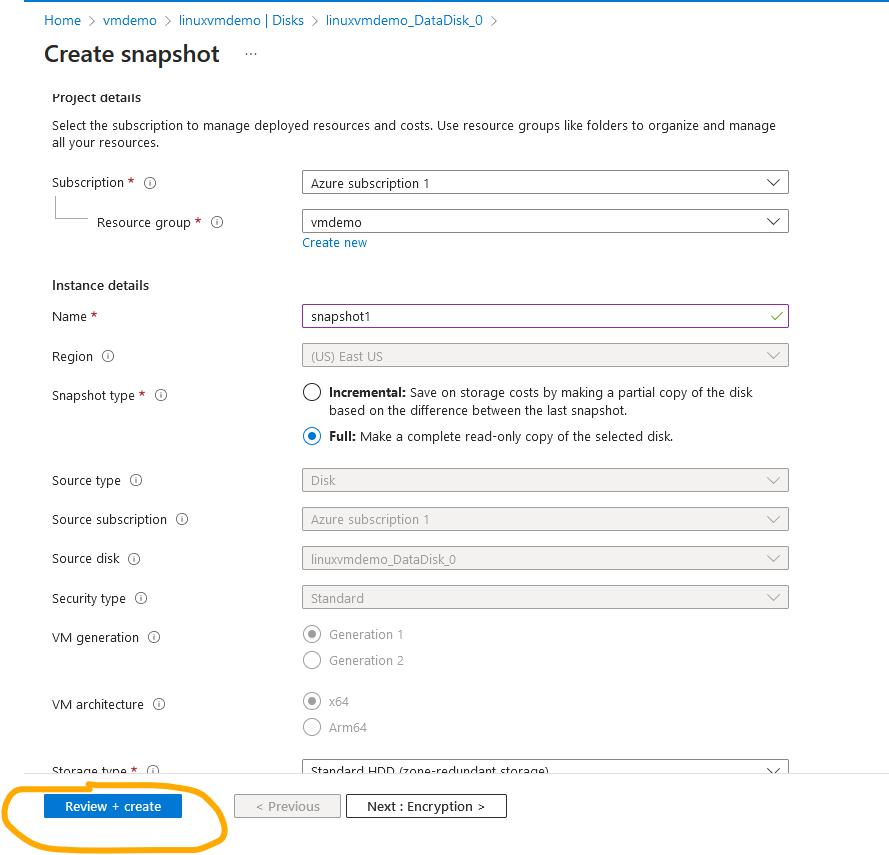 Home > vmdemo > linuxvmdemo | Disks > linuxvmdemo_DataDisk_0 >
Create snapshot ...
Project details
Select the subscription to manage deployed resources and costs. Use resource groups like folders to organize and manage
all your resources.
Subscription * Azure subscription 1
Resource group * vmdemo
Create new
Instance details
Name * snapshot1
Region (US) East US
Snapshot type * Incremental: Save on storage costs by making a partial copy of the disk
based on the difference between the last snapshot.
Full: Make a complete read-only copy of the selected disk.
Source type Disk
Source subscription Azure subscription 1
Source disk linuxvmdemo_DataDisk_0
Security type Standard
VM generation Generation 1
Generation 2
VM architecture x64
Arm64
Storage type * Standard HDD (zone-redundant storage)
Review + create < Previous Next : Encryption >